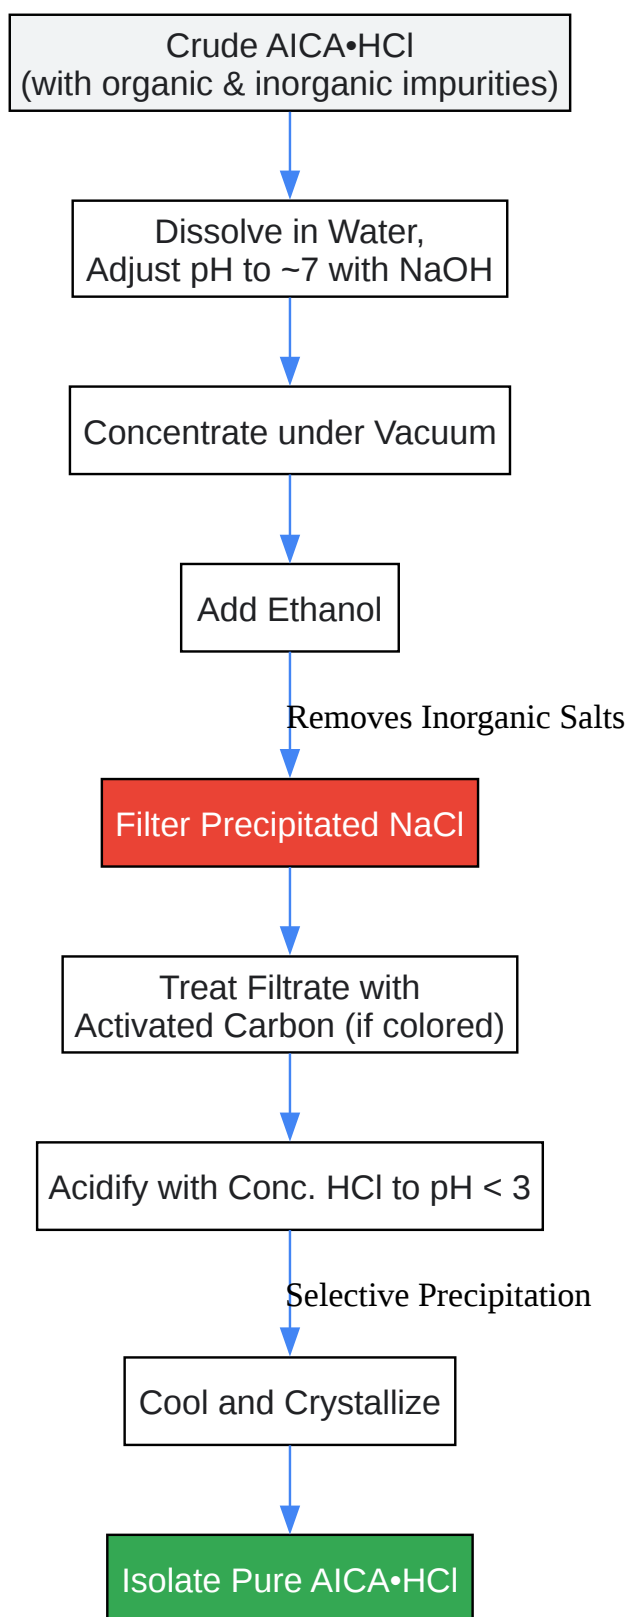 Crude AICA•HCl
(with organic & inorganic impurities)
Dissolve in Water,
Adjust pH to ~7 with NaOH
Concentrate under Vacuum
Add Ethanol
Removes Inorganic Salts
Filter Precipitated NaCl
Treat Filtrate with
Activated Carbon (if colored)
Acidify with Conc. HCl to pH < 3
Selective Precipitation
Cool and Crystallize
Isolate Pure AICA•HCl